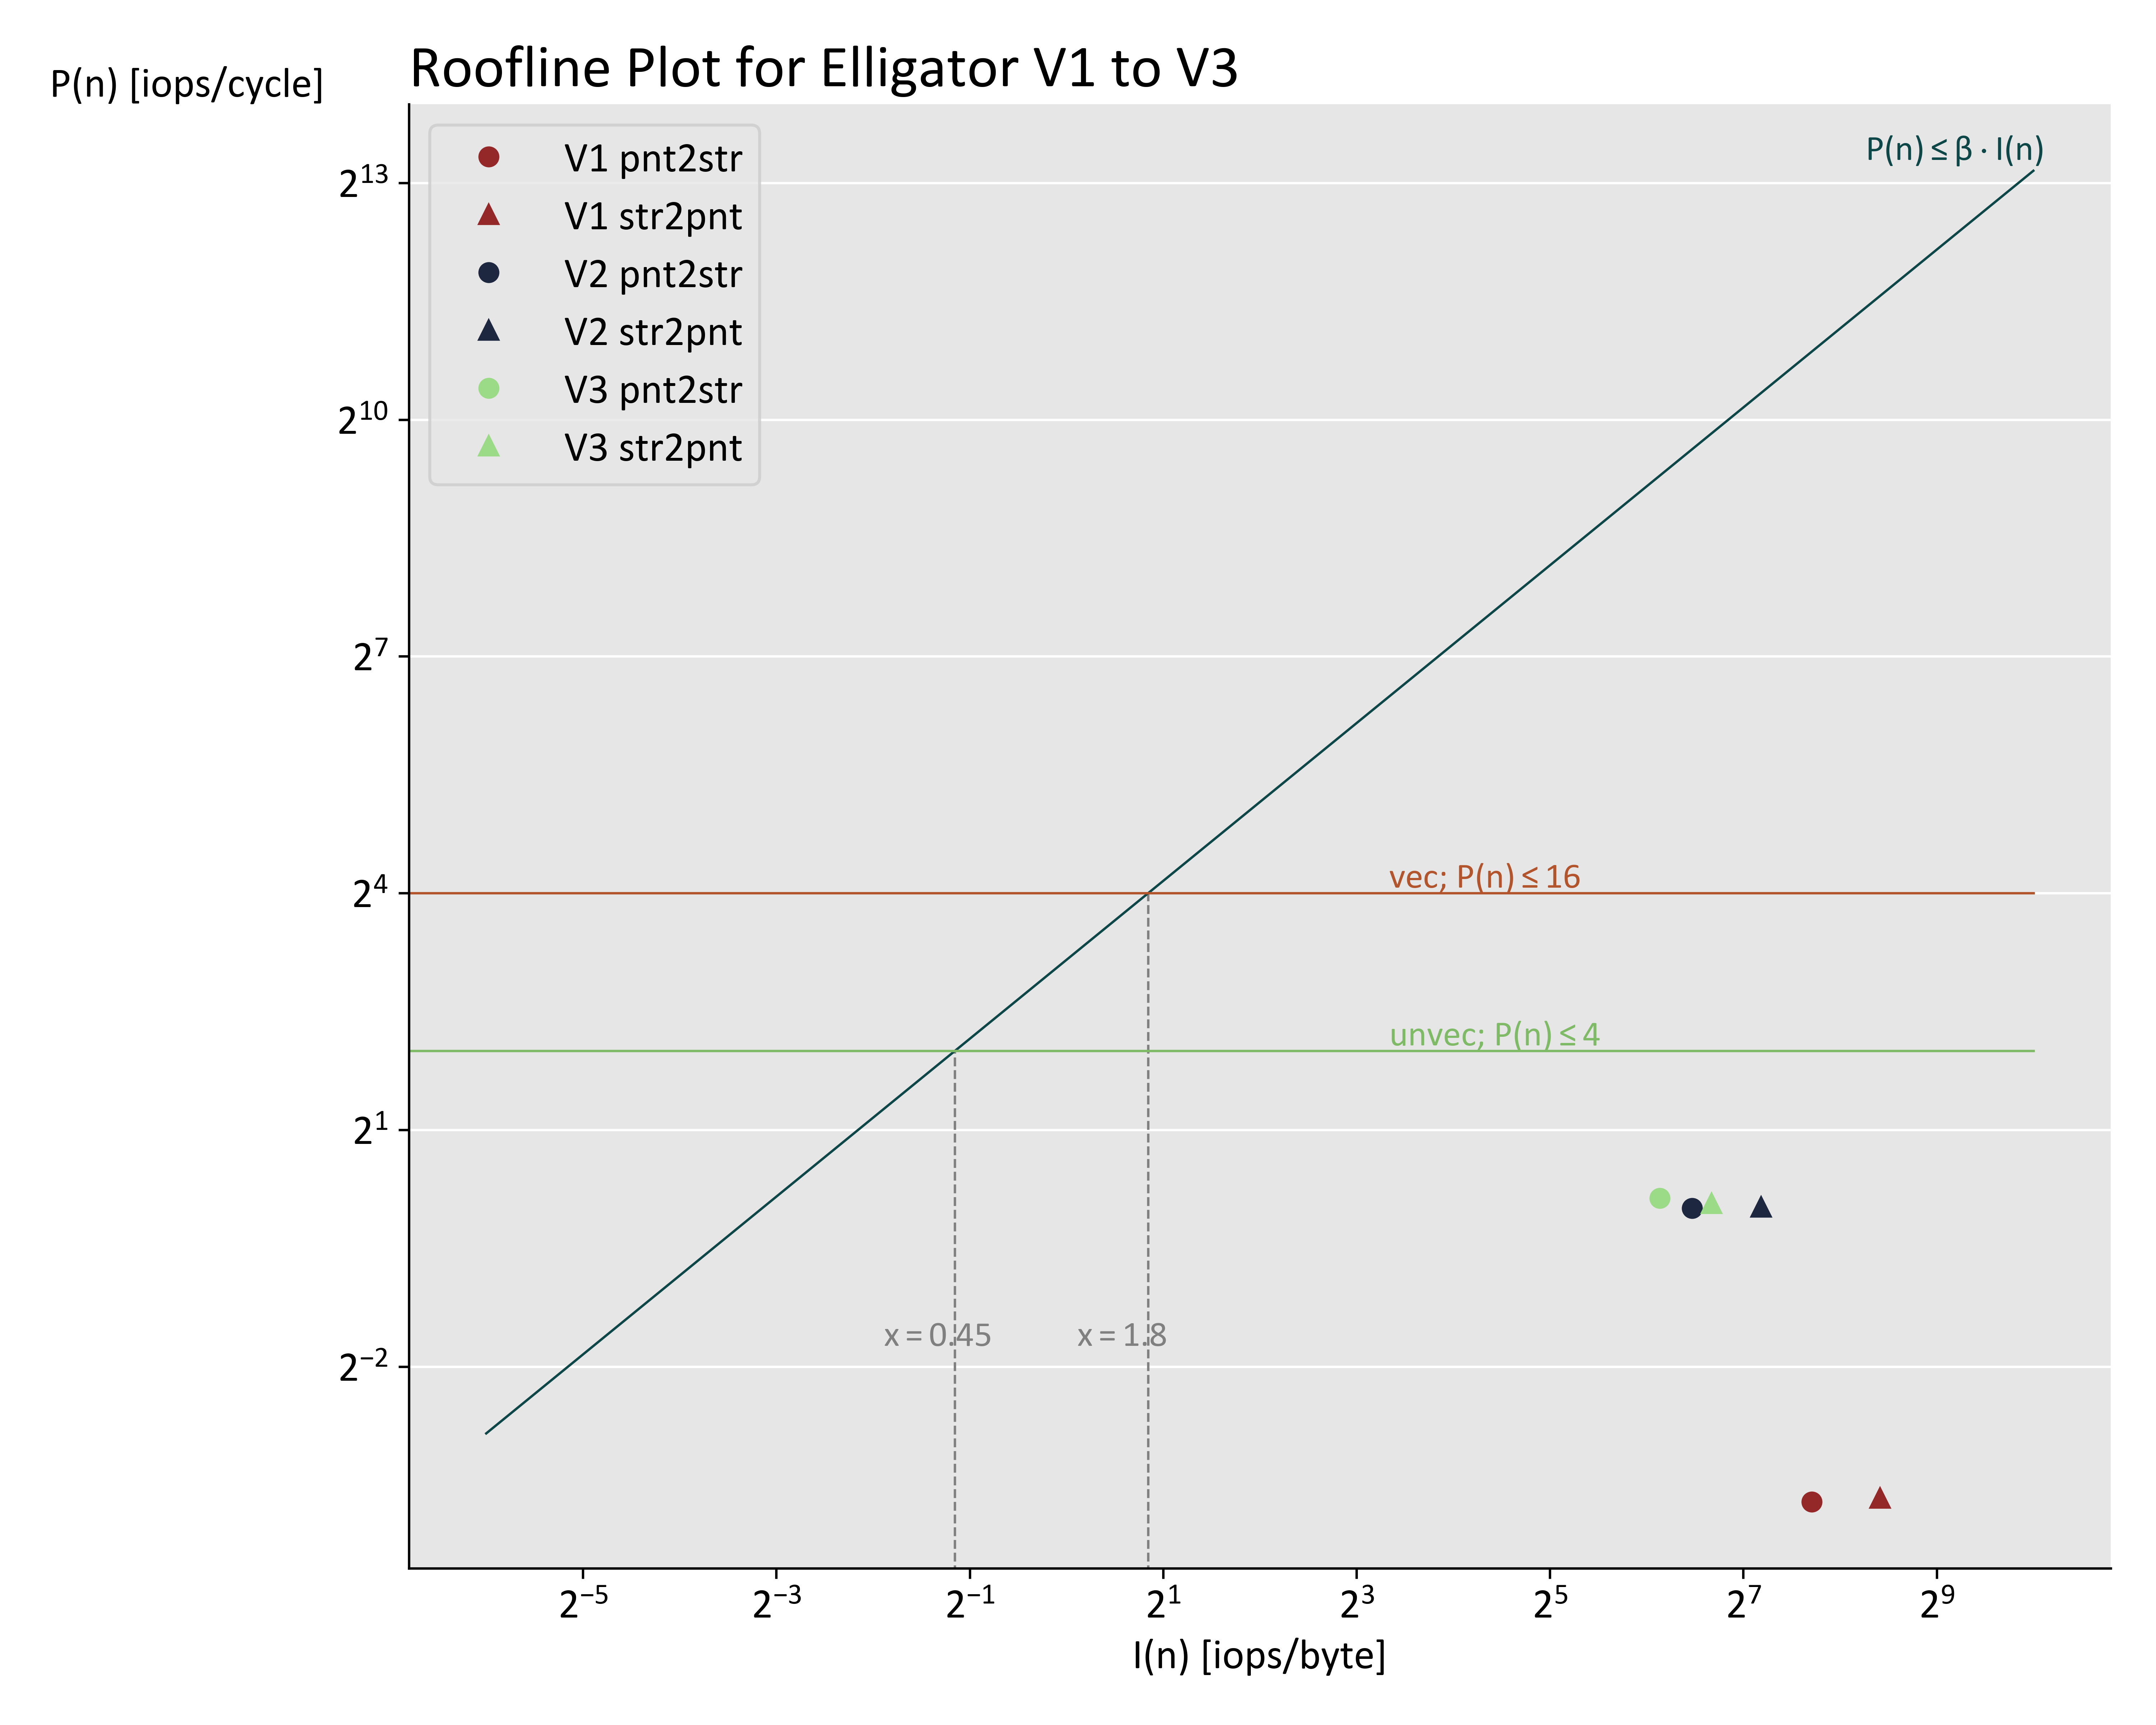 Roofline Plot for Elligator V1 to V3
P(n) [iops/cycle]
V1 pnt2str
V1 str2pnt
V2 pnt2str
V2 str2pnt
V3 pnt2str
V3 str2pnt
P(n) ≤ β · I(n)
2¹³
2¹⁰
2⁷
2⁴
vec; P(n) ≤ 16
unvec; P(n) ≤ 4
2¹
x = 0.45
x = 1.8
2⁻²
2⁻⁵ 2⁻³ 2⁻¹ 2¹ 2³ 2⁵ 2⁷ 2⁹
I(n) [iops/byte]